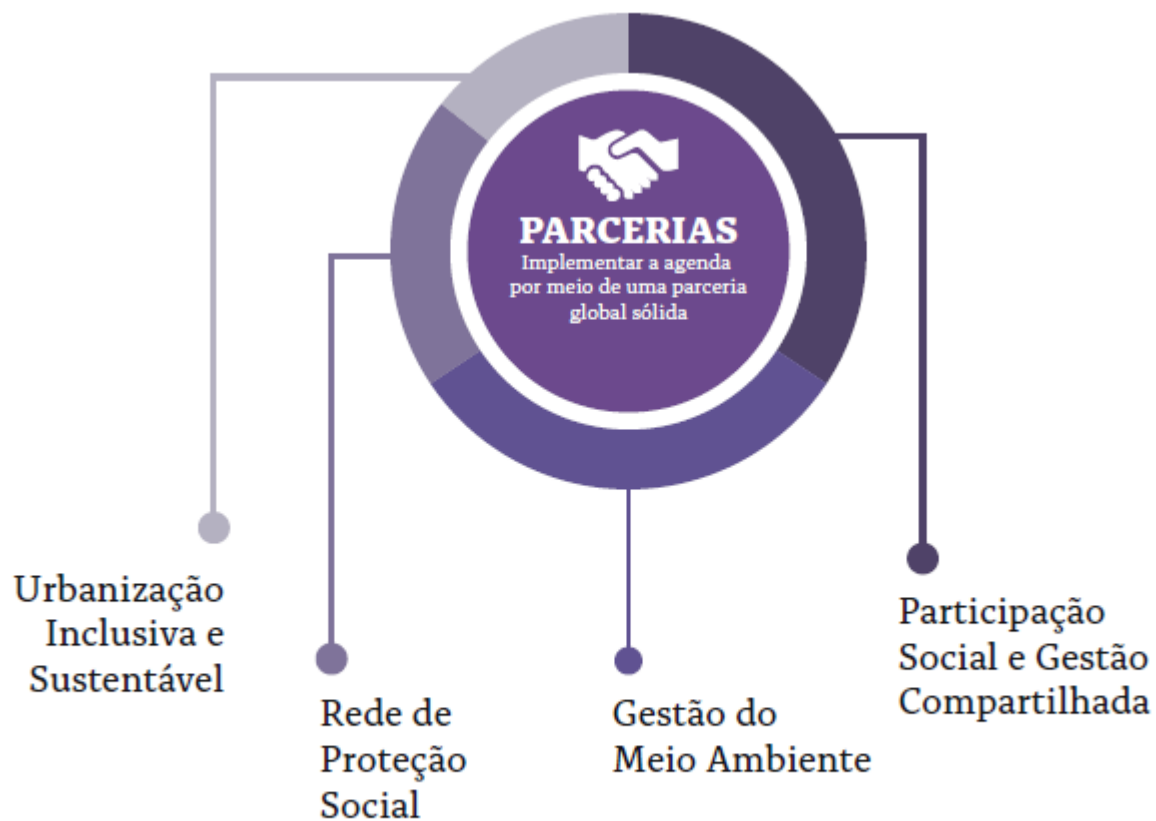 PARCERIAS
Implementar a agenda
por meio de uma parceria
global sólida
Urbanização
Inclusiva e
Sustentável
Rede de
Proteção
Social
Gestão do
Meio Ambiente
Participação
Social e Gestão
Compartilhada